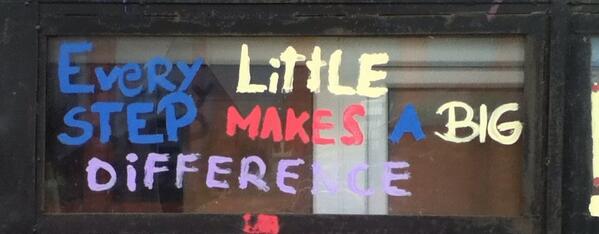 EVeRY LiTTLE
STEP MAKES A BIG
DiFFERENCE